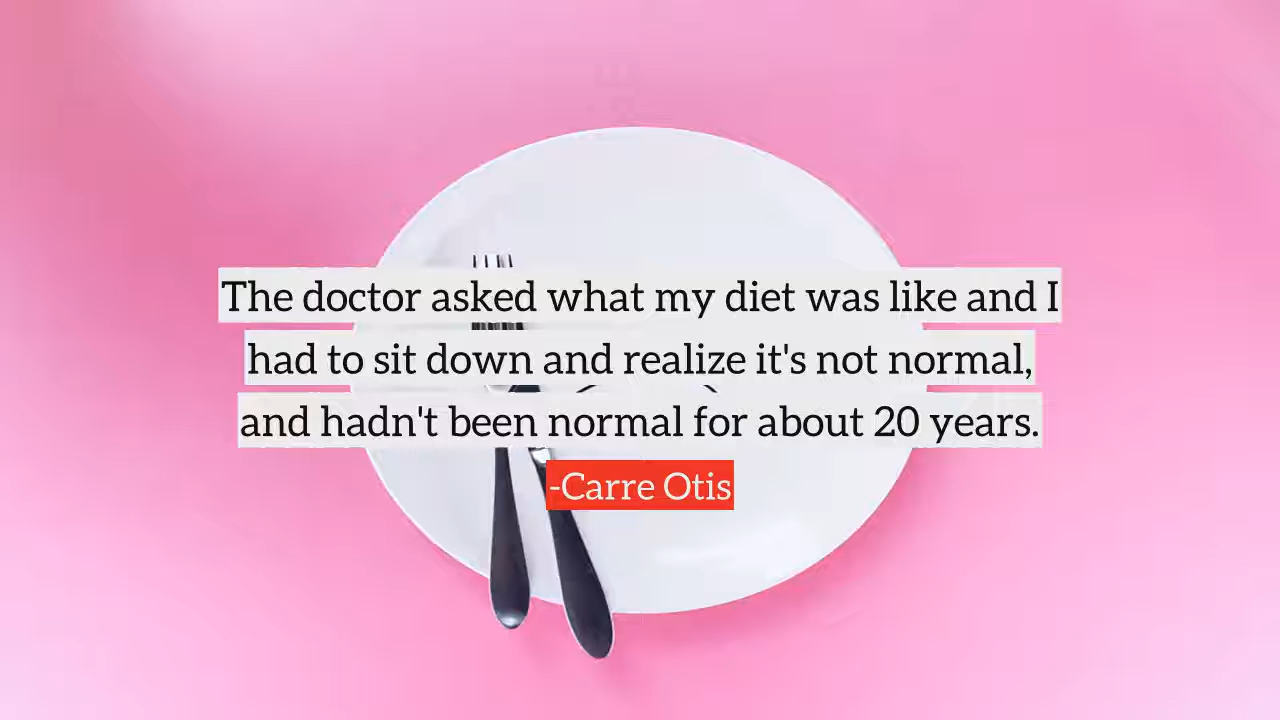 The doctor asked what my diet was like and I
had to sit down and realize it's not normal,
and hadn't been normal for about 20 years.
-Carre Otis